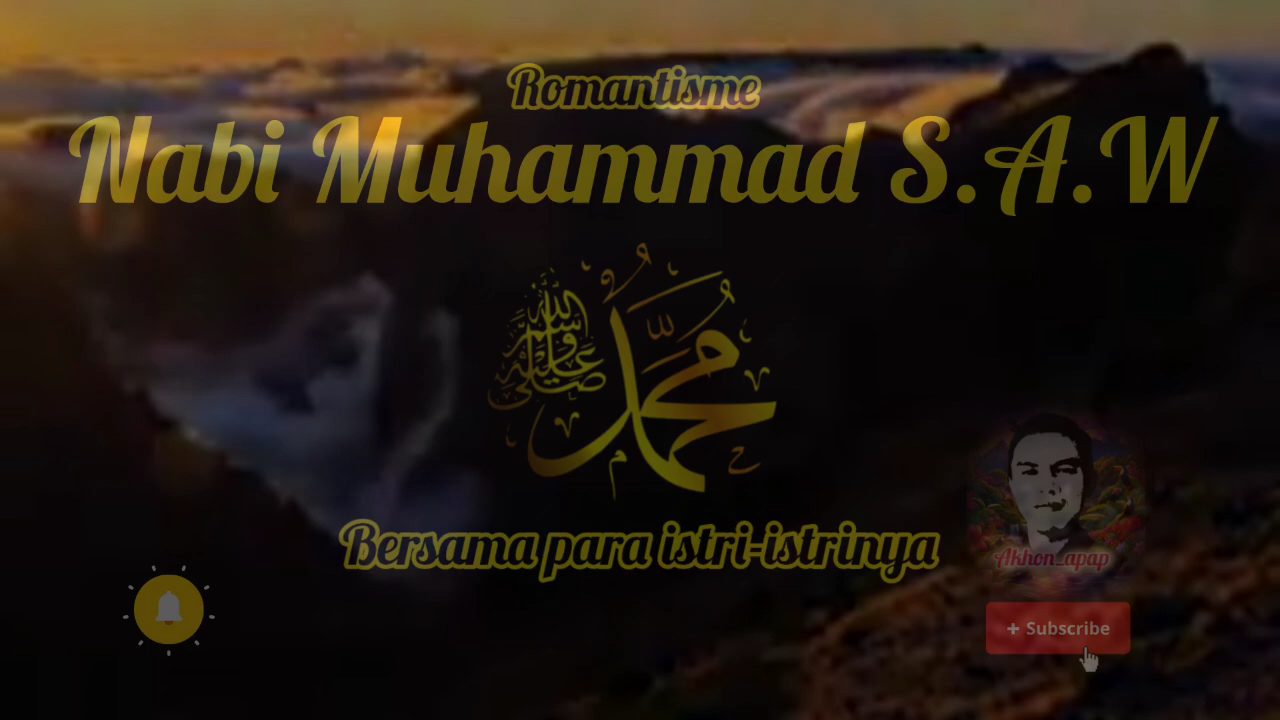 Romantisme
Nabi Muhammad S.A.W
محمد
صلى الله عليه وسلم
Bersama para istri-istrinya
Akhon_apap
+ Subscribe